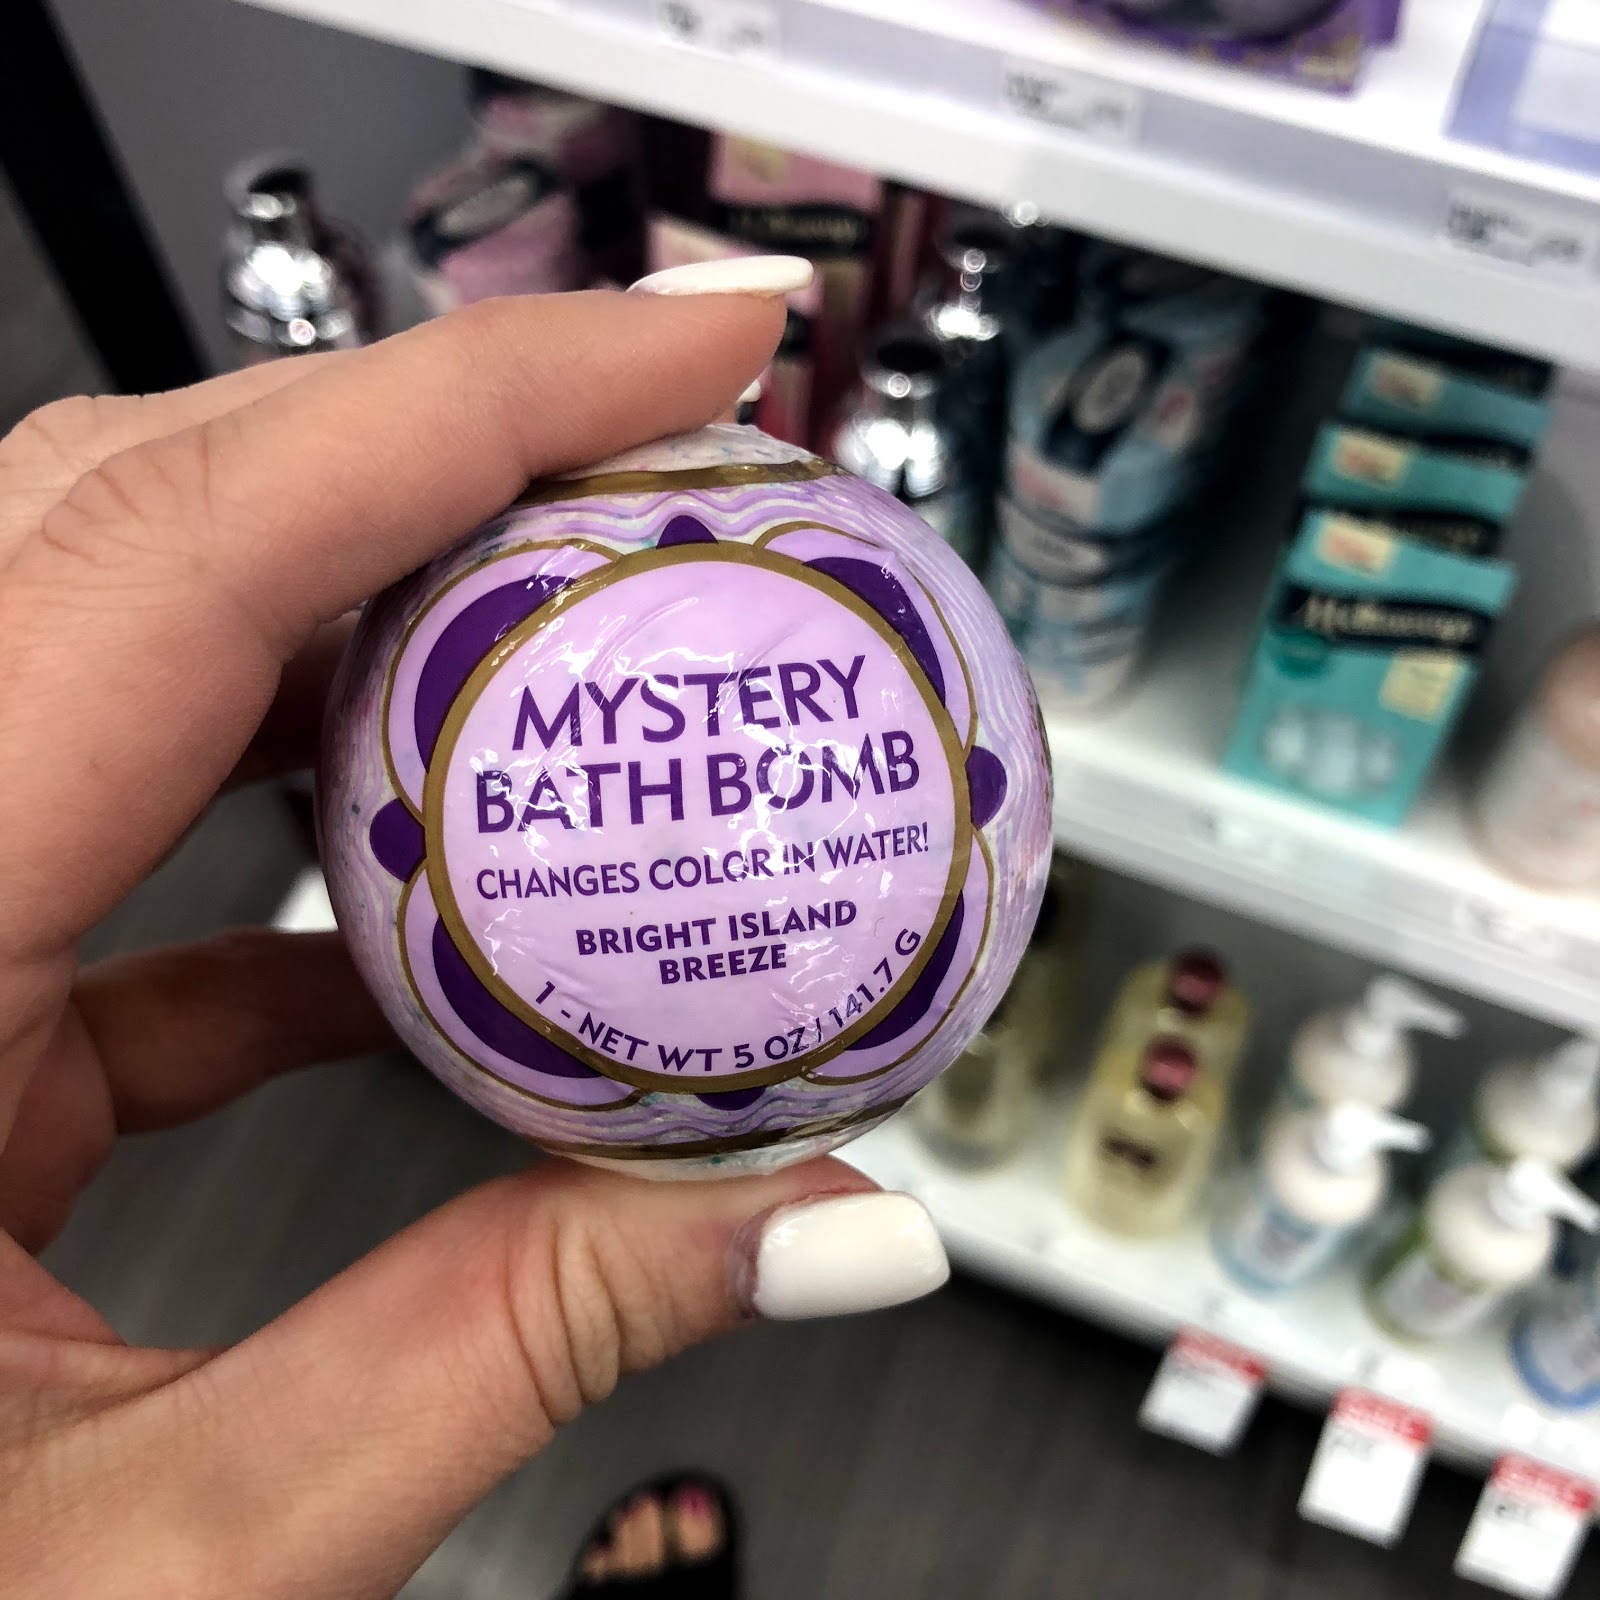 MYSTERY
BATH BOMB
CHANGES COLOR IN WATER!
BRIGHT ISLAND
BREEZE
1 - NET WT 5 OZ / 141.7 G